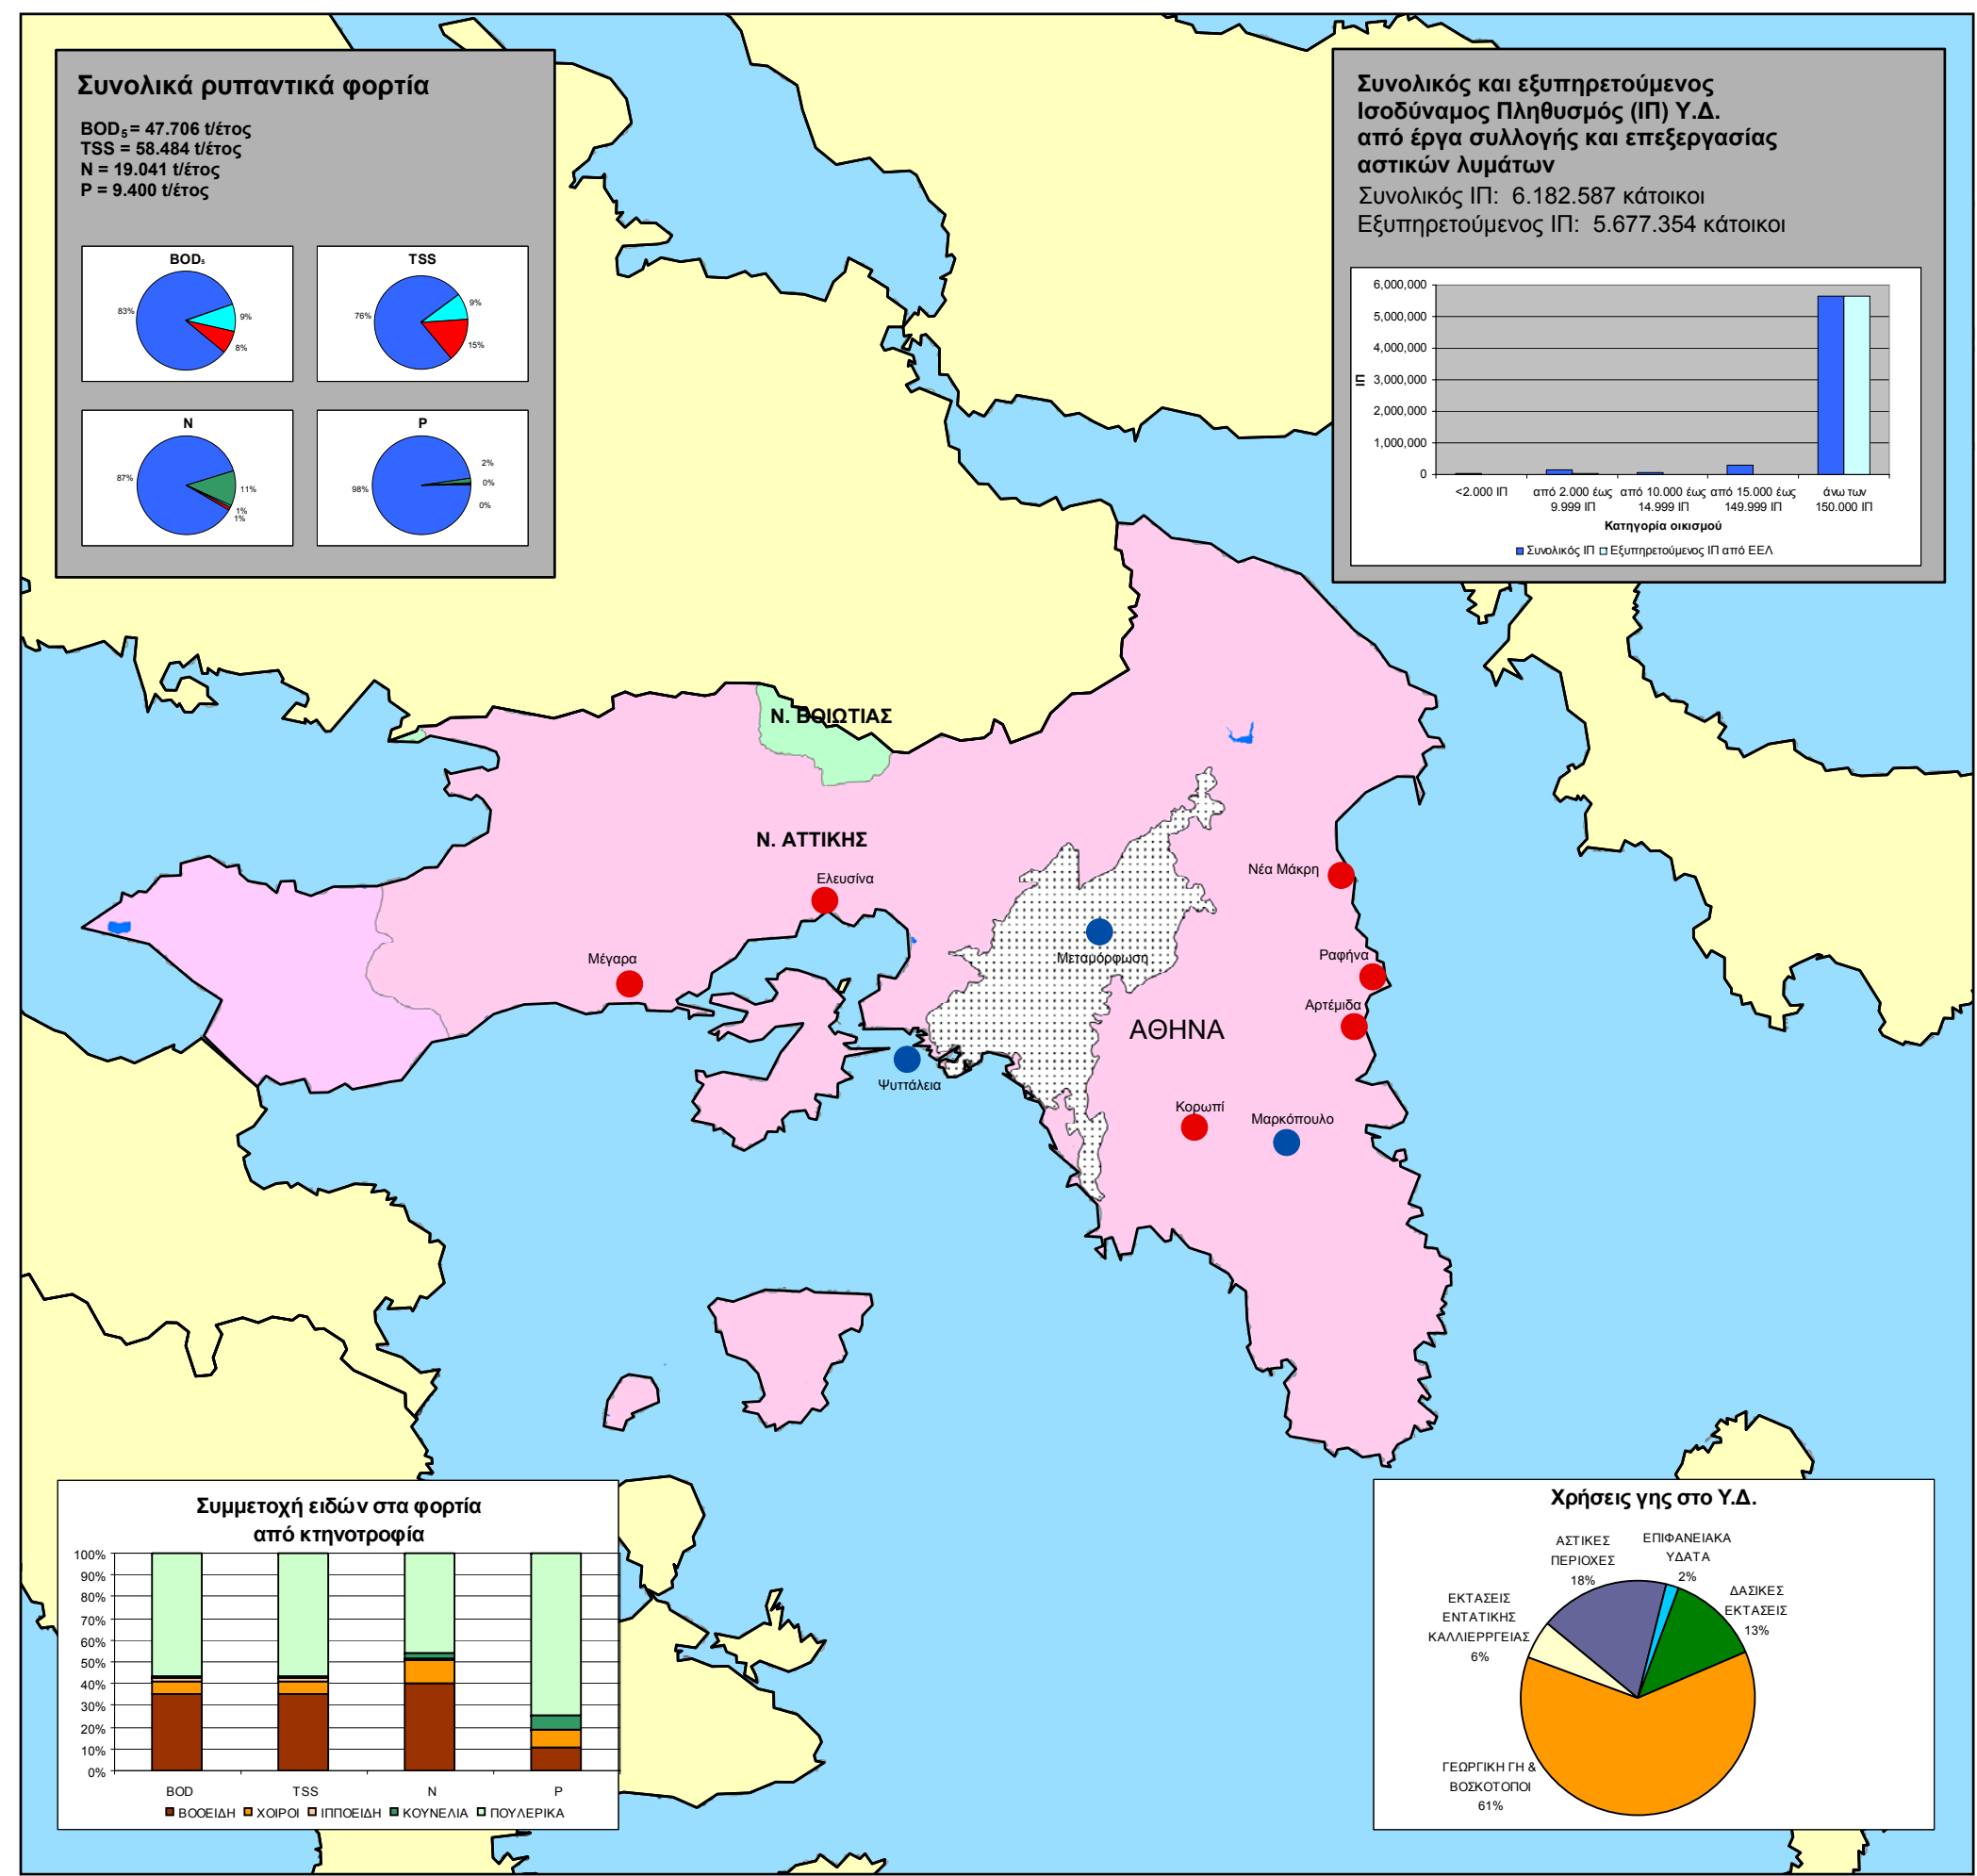 Συνολικά ρυπαντικά φορτία
BOD₅ = 47.706 t/έτος
TSS = 58.484 t/έτος
N = 19.041 t/έτος
P = 9.400 t/έτος
BOD₅
83%
9%
8%
TSS
76%
9%
15%
N
87%
11%
1%
1%
P
98%
2%
0%
0%
Συνολικός και εξυπηρετούμενος
Ισοδύναμος Πληθυσμός (ΙΠ) Υ.Δ.
από έργα συλλογής και επεξεργασίας
αστικών λυμάτων
Συνολικός ΙΠ: 6.182.587 κάτοικοι
Εξυπηρετούμενος ΙΠ: 5.677.354 κάτοικοι
6,000,000
5,000,000
4,000,000
3,000,000
2,000,000
1,000,000
0
ΙΠ
<2.000 ΙΠ
από 2.000 έως
9.999 ΙΠ
από 10.000 έως
14.999 ΙΠ
από 15.000 έως
149.999 ΙΠ
άνω των
150.000 ΙΠ
Κατηγορία οικισμού
Συνολικός ΙΠ
Εξυπηρετούμενος ΙΠ από ΕΕΛ
Ν. ΒΟΙΩΤΙΑΣ
Ν. ΑΤΤΙΚΗΣ
Ελευσίνα
Νέα Μάκρη
Μέγαρα
Μεταμόρφωση
Ραφήνα
Αρτέμιδα
ΑΘΗΝΑ
Ψυττάλεια
Κορωπί
Μαρκόπουλο
Συμμετοχή ειδών στα φορτία
από κτηνοτροφία
100%
90%
80%
70%
60%
50%
40%
30%
20%
10%
0%
BOD
TSS
N
P
ΒΟΟΕΙΔΗ
ΧΟΙΡΟΙ
ΙΠΠΟΕΙΔΗ
ΚΟΥΝΕΛΙΑ
ΠΟΥΛΕΡΙΚΑ
Χρήσεις γης στο Υ.Δ.
ΑΣΤΙΚΕΣ
ΠΕΡΙΟΧΕΣ
18%
ΕΠΙΦΑΝΕΙΑΚΑ
ΥΔΑΤΑ
2%
ΔΑΣΙΚΕΣ
ΕΚΤΑΣΕΙΣ
13%
ΕΚΤΑΣΕΙΣ
ΕΝΤΑΤΙΚΗΣ
ΚΑΛΛΙΕΡΡΓΕΙΑΣ
6%
ΓΕΩΡΓΙΚΗ ΓΗ &
ΒΟΣΚΟΤΟΠΟΙ
61%